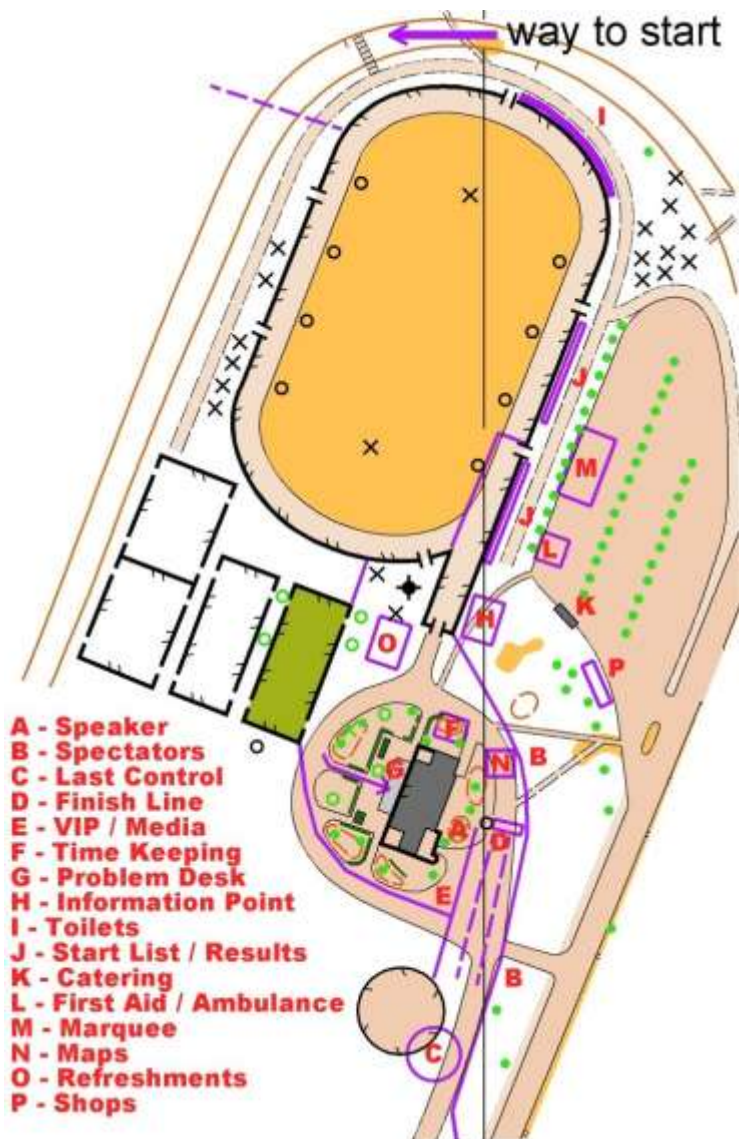 way to start
I
J
M
J
L
K
H
O
P
F
B
N
G
A
D
E
B
C
A - Speaker
B - Spectators
C - Last Control
D - Finish Line
E - VIP / Media
F - Time Keeping
G - Problem Desk
H - Information Point
I - Toilets
J - Start List / Results
K - Catering
L - First Aid / Ambulance
M - Marquee
N - Maps
O - Refreshments
P - Shops